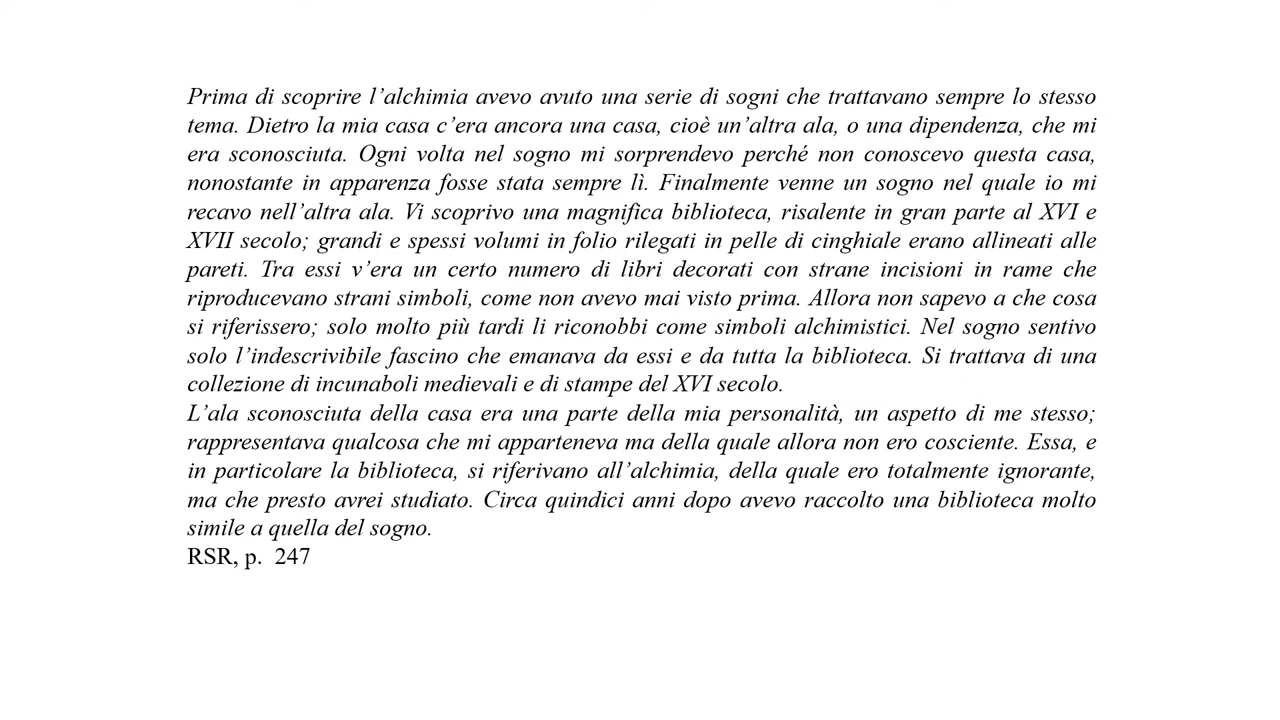 Prima di scoprire l’alchimia avevo avuto una serie di sogni che trattavano sempre lo stesso
tema. Dietro la mia casa c’era ancora una casa, cioè un’altra ala, o una dipendenza, che mi
era sconosciuta. Ogni volta nel sogno mi sorprendevo perché non conoscevo questa casa,
nonostante in apparenza fosse stata sempre lì. Finalmente venne un sogno nel quale io mi
recavo nell’altra ala. Vi scoprivo una magnifica biblioteca, risalente in gran parte al XVI e
XVII secolo; grandi e spessi volumi in folio rilegati in pelle di cinghiale erano allineati alle
pareti. Tra essi v’era un certo numero di libri decorati con strane incisioni in rame che
riproducevano strani simboli, come non avevo mai visto prima. Allora non sapevo a che cosa
si riferissero; solo molto più tardi li riconobbi come simboli alchimistici. Nel sogno sentivo
solo l’indescrivibile fascino che emanava da essi e da tutta la biblioteca. Si trattava di una
collezione di incunaboli medievali e di stampe del XVI secolo.
L’ala sconosciuta della casa era una parte della mia personalità, un aspetto di me stesso;
rappresentava qualcosa che mi apparteneva ma della quale allora non ero cosciente. Essa, e
in particolare la biblioteca, si riferivano all’alchimia, della quale ero totalmente ignorante,
ma che presto avrei studiato. Circa quindici anni dopo avevo raccolto una biblioteca molto
simile a quella del sogno.
RSR, p. 247